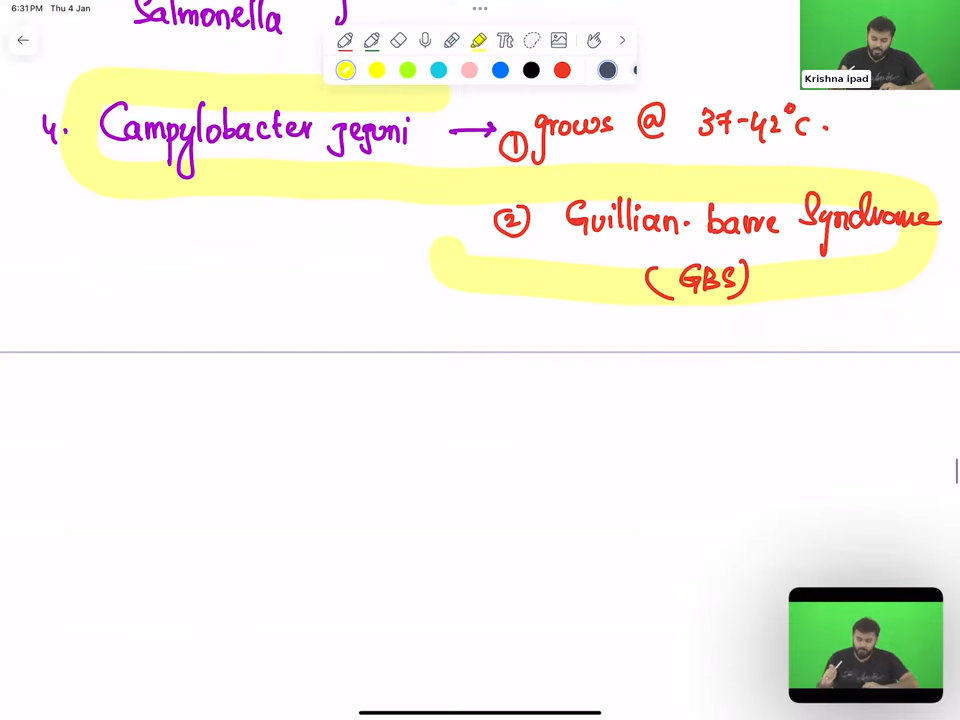 6:31PM Thu 4 Jan
Salmonella
Krishna ipad
Tt
4. Campylobacter jejuni → ① grows @ 37-42°c.
② Guillian-barre Syndrome
(GBS)